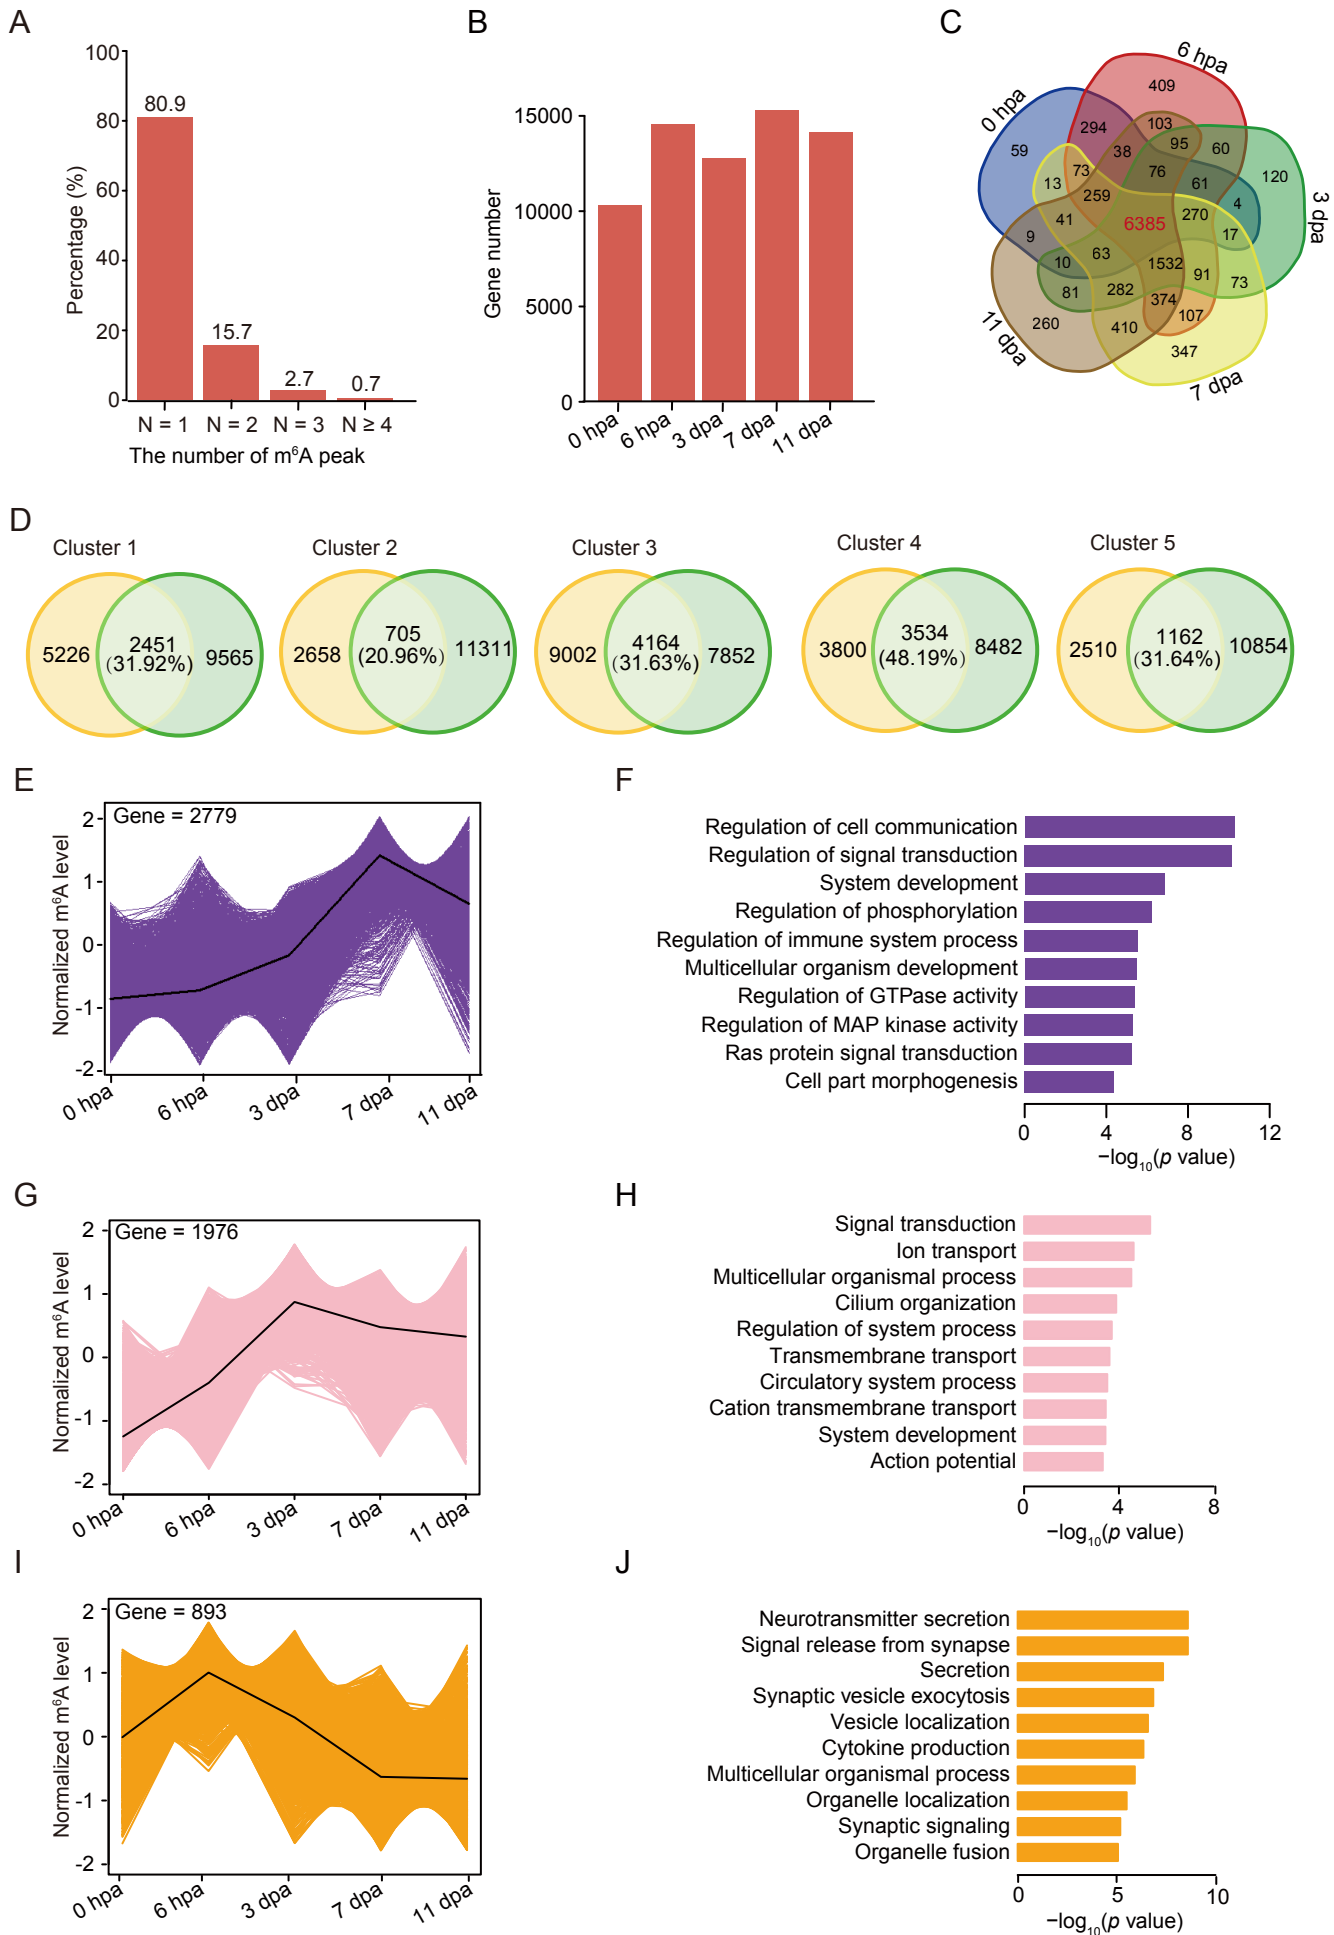 A
100
80
60
40
20
0
Percentage (%)
80.9
15.7
2.7
0.7
N = 1
N = 2
N = 3
N ≥ 4
The number of m⁶A peak
B
15000
10000
5000
0
Gene number
0 hpa
6 hpa
3 dpa
7 dpa
11 dpa
C
0 hpa
6 hpa
3 dpa
7 dpa
11 dpa
409
294
103
59
38
95
60
120
73
76
61
13
259
4
41
6385
270
17
9
63
10
1532
91
73
81
282
374
107
260
410
347
D
Cluster 1
5226
2451
(31.92%)
9565
Cluster 2
2658
705
(20.96%)
11311
Cluster 3
9002
4164
(31.63%)
7852
Cluster 4
3800
3534
(48.19%)
8482
Cluster 5
2510
1162
(31.64%)
10854
E
Gene = 2779
Normalized m⁶A level
2
1
0
-1
-2
0 hpa
6 hpa
3 dpa
7 dpa
11 dpa
F
Regulation of cell communication
Regulation of signal transduction
System development
Regulation of phosphorylation
Regulation of immune system process
Multicellular organism development
Regulation of GTPase activity
Regulation of MAP kinase activity
Ras protein signal transduction
Cell part morphogenesis
0
4
8
12
−log₁₀(p value)
G
Gene = 1976
Normalized m⁶A level
2
1
0
-1
-2
0 hpa
6 hpa
3 dpa
7 dpa
11 dpa
H
Signal transduction
Ion transport
Multicellular organismal process
Cilium organization
Regulation of system process
Transmembrane transport
Circulatory system process
Cation transmembrane transport
System development
Action potential
0
4
8
−log₁₀(p value)
I
Gene = 893
Normalized m⁶A level
2
1
0
-1
-2
0 hpa
6 hpa
3 dpa
7 dpa
11 dpa
J
Neurotransmitter secretion
Signal release from synapse
Secretion
Synaptic vesicle exocytosis
Vesicle localization
Cytokine production
Multicellular organismal process
Organelle localization
Synaptic signaling
Organelle fusion
0
5
10
−log₁₀(p value)